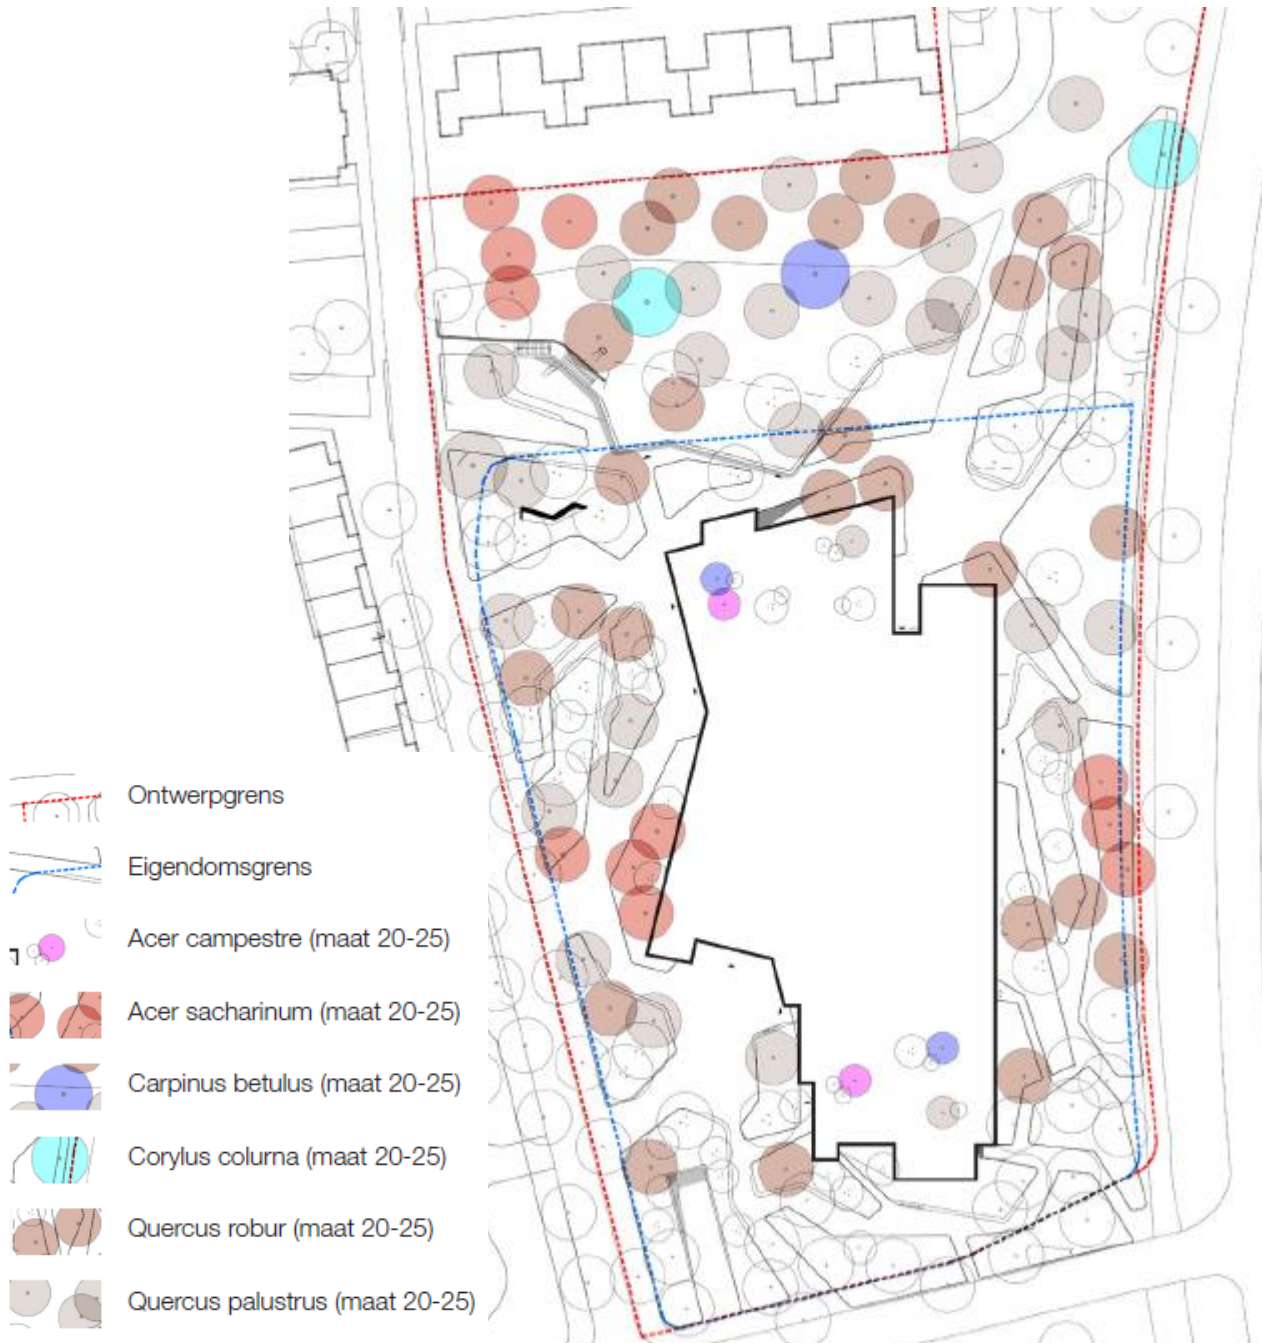 Ontwerpgrens
Eigendomsgrens
Acer campestre (maat 20-25)
Acer sacharinum (maat 20-25)
Carpinus betulus (maat 20-25)
Corylus colurna (maat 20-25)
Quercus robur (maat 20-25)
Quercus palustrus (maat 20-25)